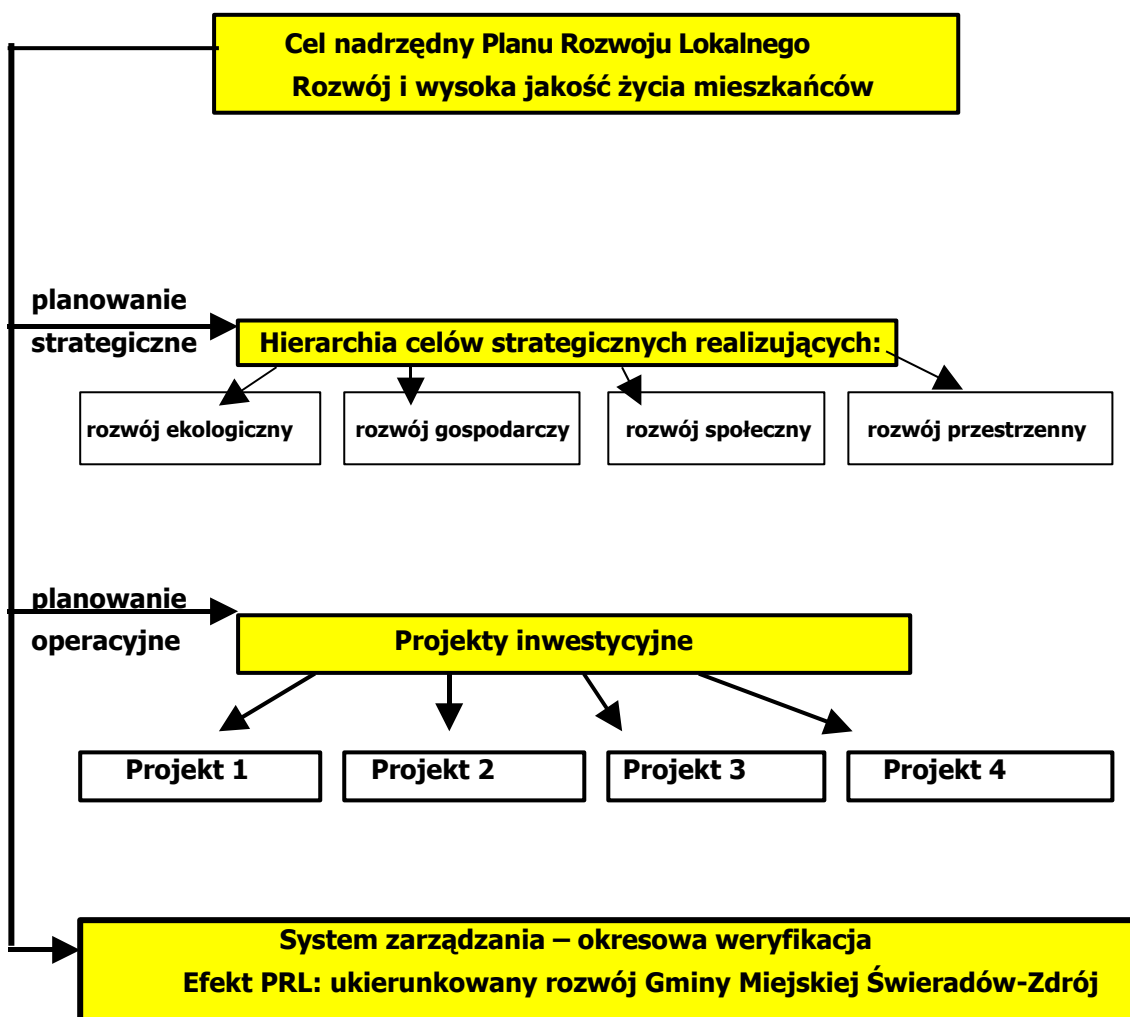 Cel nadrzędny Planu Rozwoju Lokalnego
Rozwój i wysoka jakość życia mieszkańców
planowanie
strategiczne
Hierarchia celów strategicznych realizujących:
rozwój ekologiczny
rozwój gospodarczy
rozwój społeczny
rozwój przestrzenny
planowanie
operacyjne
Projekty inwestycyjne
Projekt 1
Projekt 2
Projekt 3
Projekt 4
System zarządzania – okresowa weryfikacja
Efekt PRL: ukierunkowany rozwój Gminy Miejskiej Świeradów-Zdrój